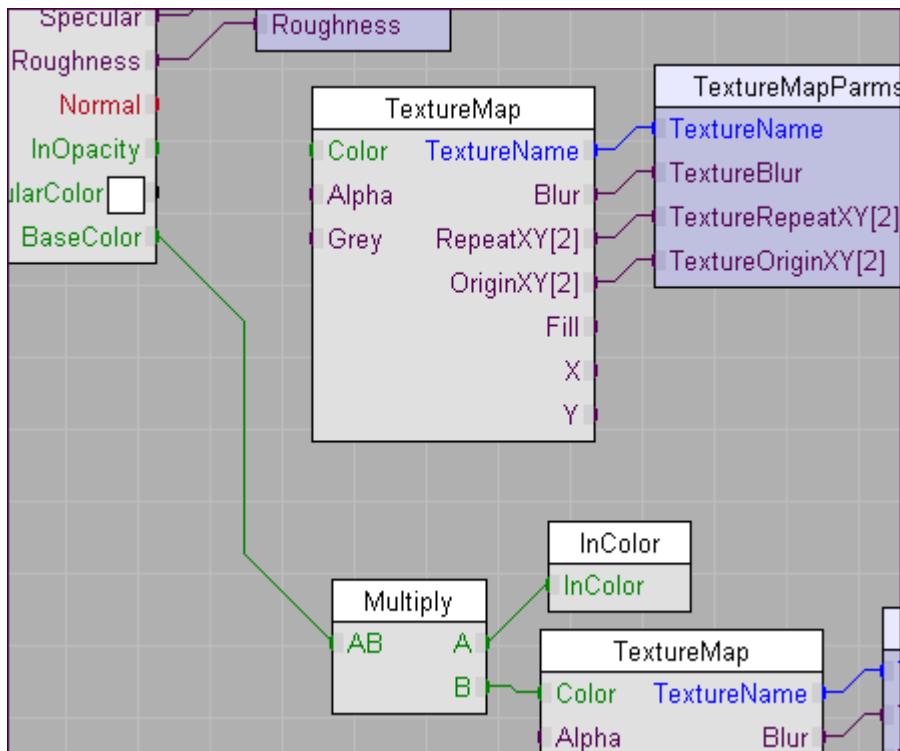 Specular
Roughness
Normal
InOpacity
ularColor
BaseColor
Roughness
TextureMap
Color TextureName
Alpha Blur
Grey RepeatXY[2]
OriginXY[2]
Fill
X
Y
TextureMapParms
TextureName
TextureBlur
TextureRepeatXY[2]
TextureOriginXY[2]
InColor
InColor
Multiply
AB A
B
TextureMap
Color TextureName
Alpha Blur